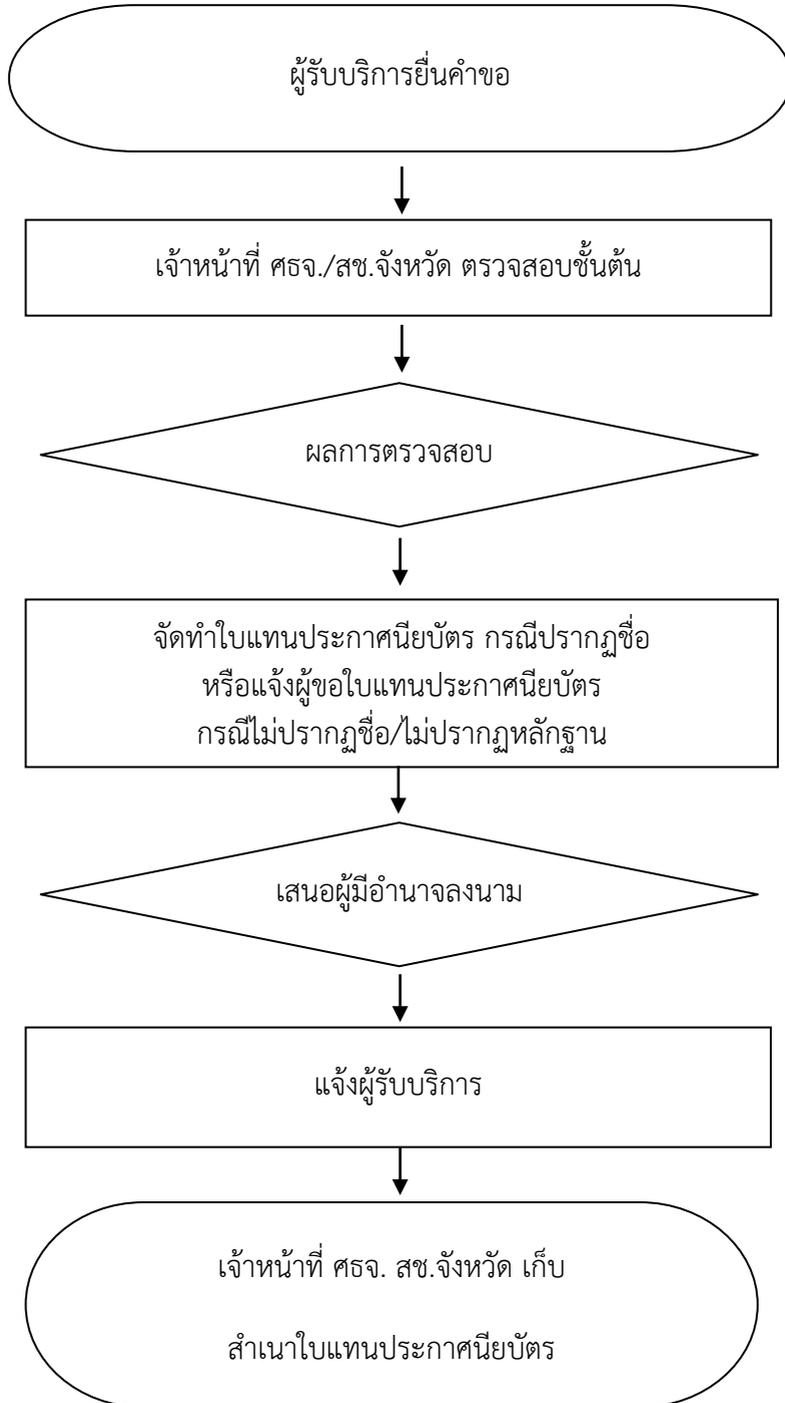 ผู้รับบริการยื่นคำขอ
เจ้าหน้าที่ ศธจ./สช.จังหวัด ตรวจสอบชั้นต้น
ผลการตรวจสอบ
จัดทำใบแทนประกาศนียบัตร กรณีปรากฏชื่อ
หรือแจ้งผู้ขอใบแทนประกาศนียบัตร
กรณีไม่ปรากฏชื่อ/ไม่ปรากฏหลักฐาน
เสนอผู้มีอำนาจลงนาม
แจ้งผู้รับบริการ
เจ้าหน้าที่ ศธจ. สช.จังหวัด เก็บ
สำเนาใบแทนประกาศนียบัตร